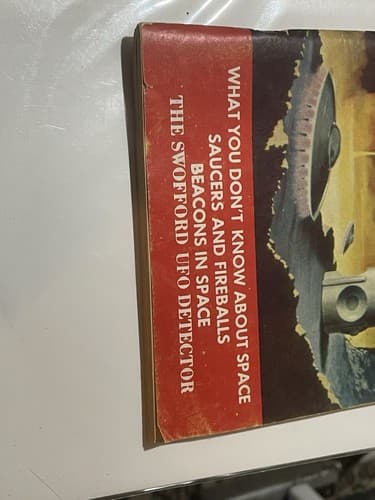 WHAT YOU DON'T KNOW ABOUT SPACE
SAUCERS AND FIREBALLS
BEACONS IN SPACE
THE SWOFFORD UFO DETECTOR